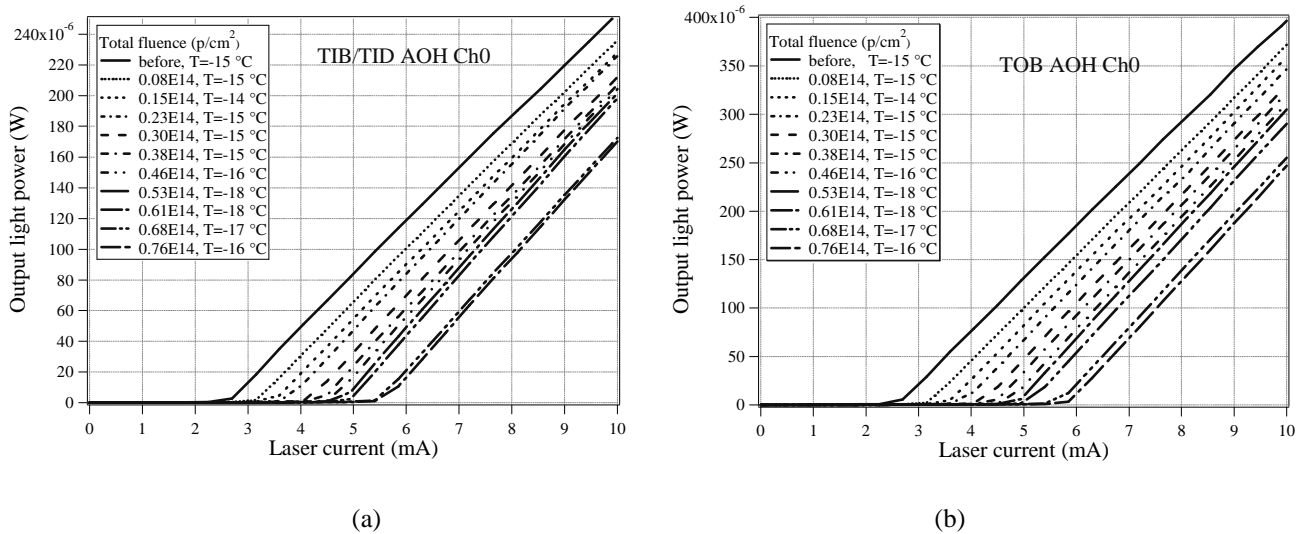 240x10-6
220
200
180
160
140
120
100
80
60
40
20
0
Output light power (W)
Total fluence (p/cm2)
before, T=-15 °C
0.08E14, T=-15 °C
0.15E14, T=-14 °C
0.23E14, T=-15 °C
0.30E14, T=-15 °C
0.38E14, T=-15 °C
0.46E14, T=-16 °C
0.53E14, T=-18 °C
0.61E14, T=-18 °C
0.68E14, T=-17 °C
0.76E14, T=-16 °C
TIB/TID AOH Ch0
0 1 2 3 4 5 6 7 8 9 10
Laser current (mA)
(a)
400x10-6
350
300
250
200
150
100
50
0
Output light power (W)
Total fluence (p/cm2)
before, T=-15 °C
0.08E14, T=-15 °C
0.15E14, T=-14 °C
0.23E14, T=-15 °C
0.30E14, T=-15 °C
0.38E14, T=-15 °C
0.46E14, T=-16 °C
0.53E14, T=-18 °C
0.61E14, T=-18 °C
0.68E14, T=-17 °C
0.76E14, T=-16 °C
TOB AOH Ch0
0 1 2 3 4 5 6 7 8 9 10
Laser current (mA)
(b)